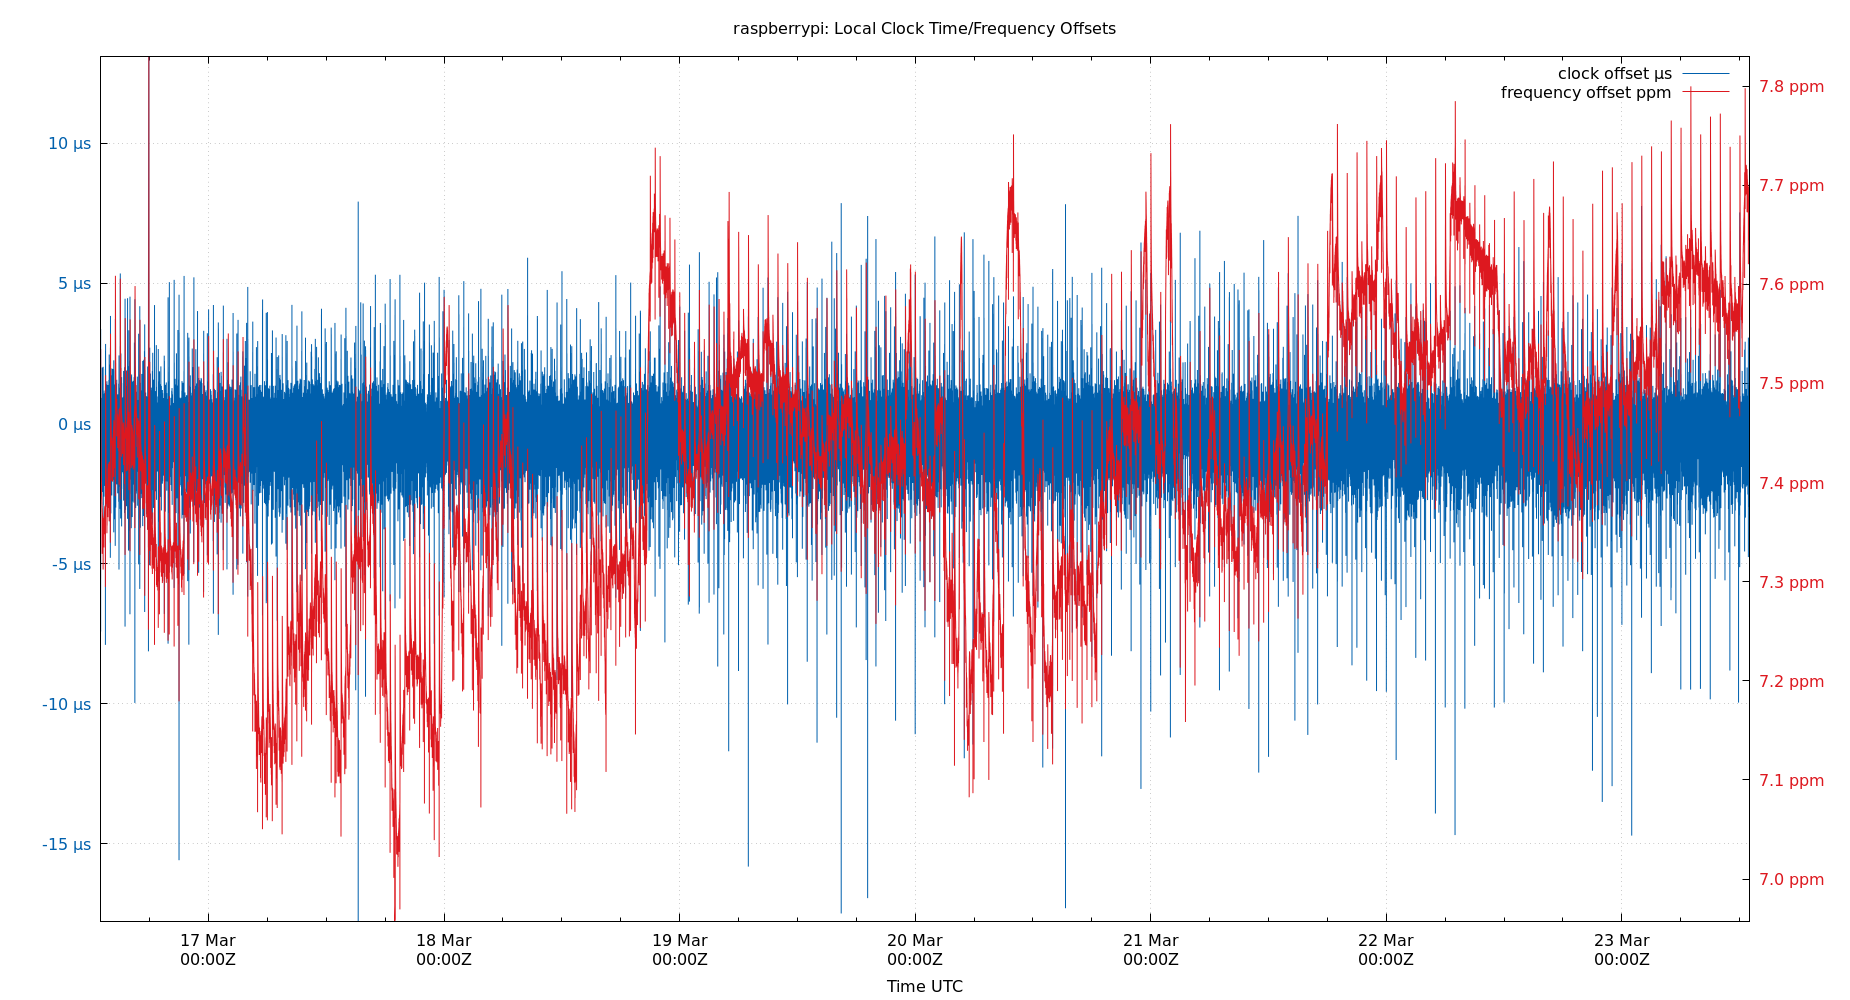 raspberrypi: Local Clock Time/Frequency Offsets
clock offset µs
frequency offset ppm
10 µs
5 µs
0 µs
-5 µs
-10 µs
-15 µs
7.8 ppm
7.7 ppm
7.6 ppm
7.5 ppm
7.4 ppm
7.3 ppm
7.2 ppm
7.1 ppm
7.0 ppm
17 Mar 18 Mar 19 Mar 20 Mar 21 Mar 22 Mar 23 Mar
00:00Z 00:00Z 00:00Z 00:00Z 00:00Z 00:00Z 00:00Z
Time UTC